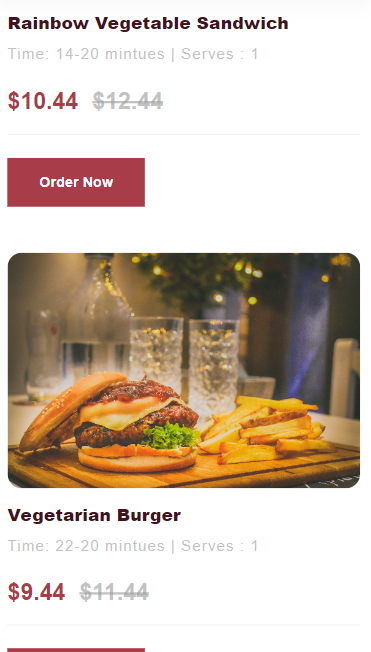 Rainbow Vegetable Sandwich
Time: 14-20 mintues | Serves : 1
$10.44 $12.44
Order Now
Vegetarian Burger
Time: 22-20 mintues | Serves : 1
$9.44 $11.44